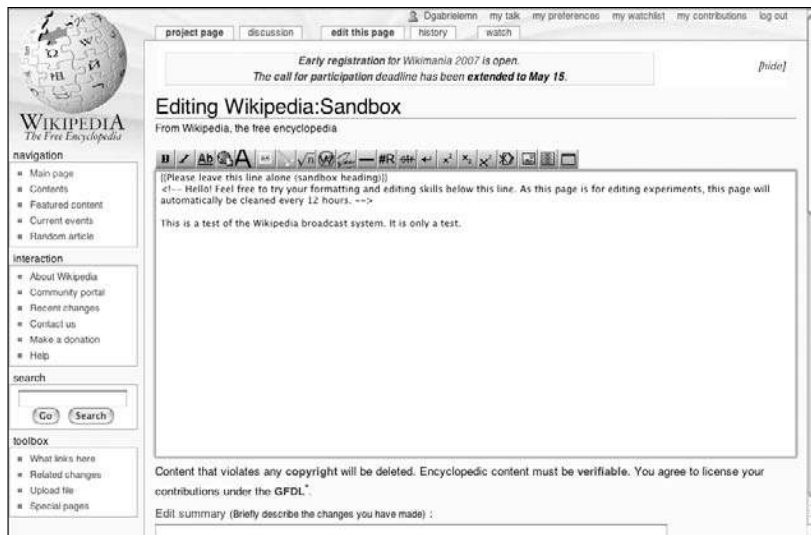 Dgabrielemn my talk my preferences my watchlist my contributions log out
project page discussion edit this page history watch
Early registration for Wikimania 2007 is open.
The call for participation deadline has been extended to May 15.
[hide]
WIKIPEDIA
The Free Encyclopedia
Editing Wikipedia:Sandbox
From Wikipedia, the free encyclopedia
navigation
Main page
Contents
Featured content
Current events
Random article
interaction
About Wikipedia
Community portal
Recent changes
Contact us
Make a donation
Help
search
Go Search
toolbox
What links here
Related changes
Upload file
Special pages
B I Ab A √n W — #R str
{{Please leave this line alone (sandbox heading)}}
<!-- Hello! Feel free to try your formatting and editing skills below this line. As this page is for editing experiments, this page will
automatically be cleaned every 12 hours. -->
This is a test of the Wikipedia broadcast system. It is only a test.
Content that violates any copyright will be deleted. Encyclopedic content must be verifiable. You agree to license your
contributions under the GFDL*.
Edit summary (Briefly describe the changes you have made) :